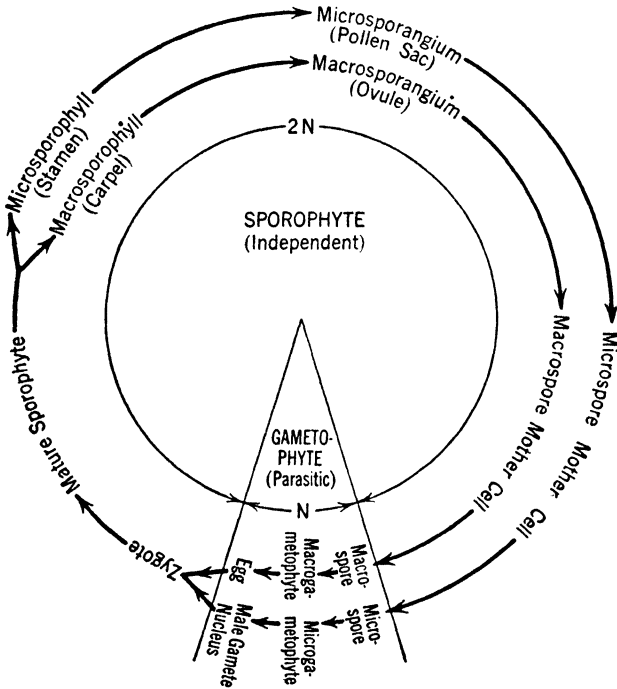 Microsporangium
(Pollen Sac)
Macrosporangium
(Ovule)
Microsporophyll
(Stamen)
Macrosporophyll
(Carpel)
2N
SPOROPHYTE
(Independent)
Macrospore Mother Cell
Microspore Mother Cell
Mature Sporophyte
GAMETO-
PHYTE
(Parasitic)
N
Zygote
Egg
Macroga-
metophyte
Macro-
spore
Male Gamete
Nucleus
Microga-
metophyte
Micro-
spore